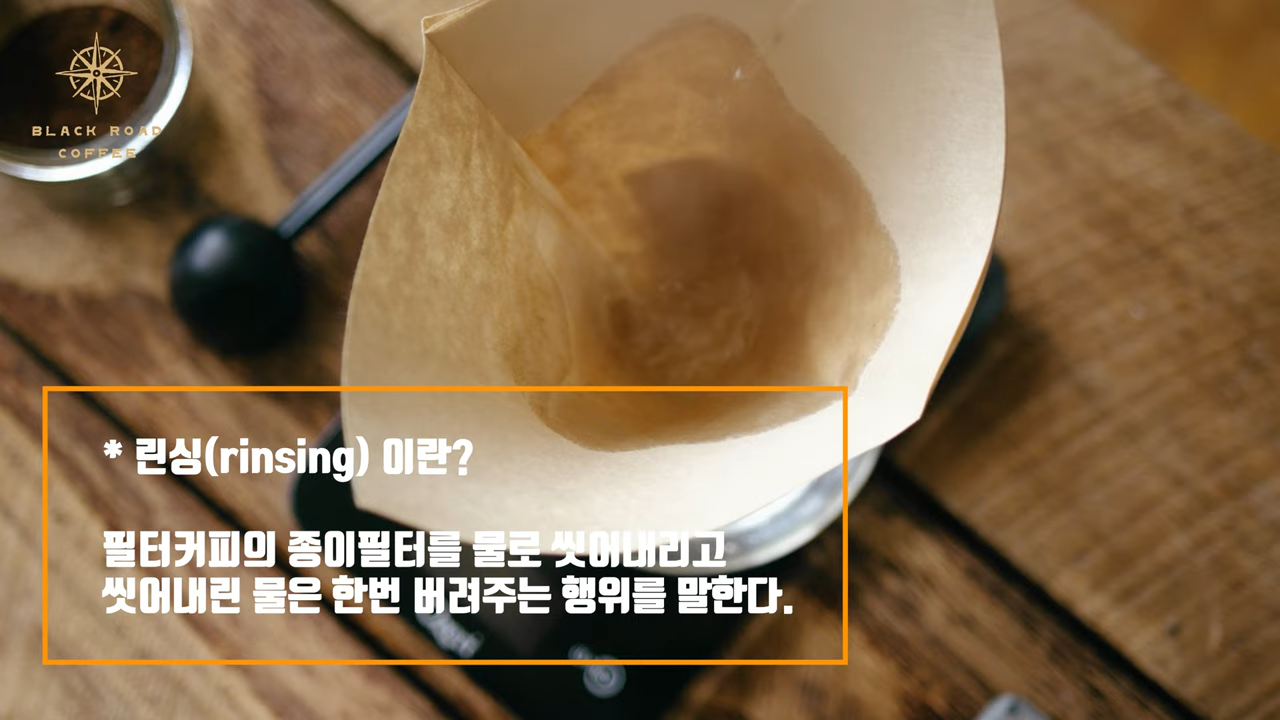 BLACK ROAD
COFFEE
* 린싱(rinsing) 이란?
필터커피의 종이필터를 물로 씻어내리고
씻어내린 물은 한번 버려주는 행위를 말한다.